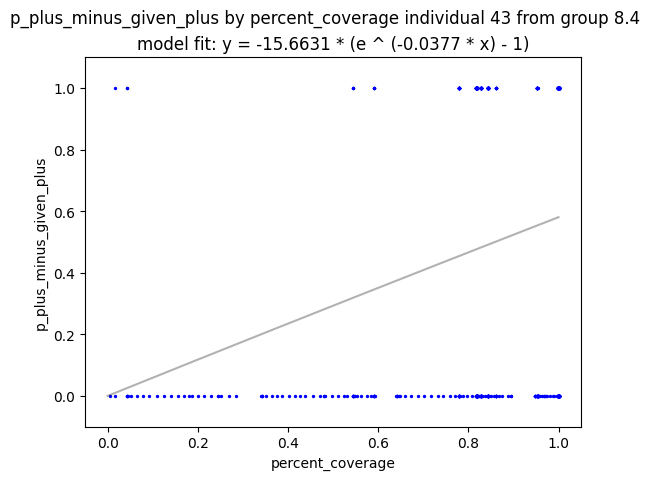 p_plus_minus_given_plus by percent_coverage individual 43 from group 8.4
model fit: y = -15.6631 * (e ^ (-0.0377 * x) - 1)
1.0
0.8
0.6
0.4
0.2
0.0
p_plus_minus_given_plus
0.0 0.2 0.4 0.6 0.8 1.0
percent_coverage